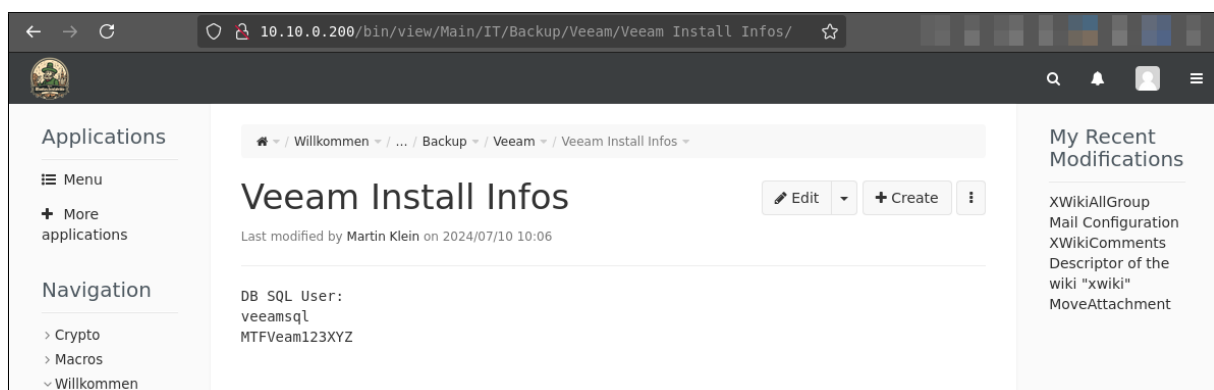 10.10.0.200/bin/view/Main/IT/Backup/Veeam/Veeam Install Infos/
Applications
Menu
+ More
applications
Navigation
> Crypto
> Macros
Willkommen
/ Willkommen / ... / Backup / Veeam / Veeam Install Infos
Veeam Install Infos
Edit
+ Create
Last modified by Martin Klein on 2024/07/10 10:06
DB SQL User:
veeamsql
MTFVeam123XYZ
My Recent
Modifications
XWikiAllGroup
Mail Configuration
XWikiComments
Descriptor of the
wiki "xwiki"
MoveAttachment